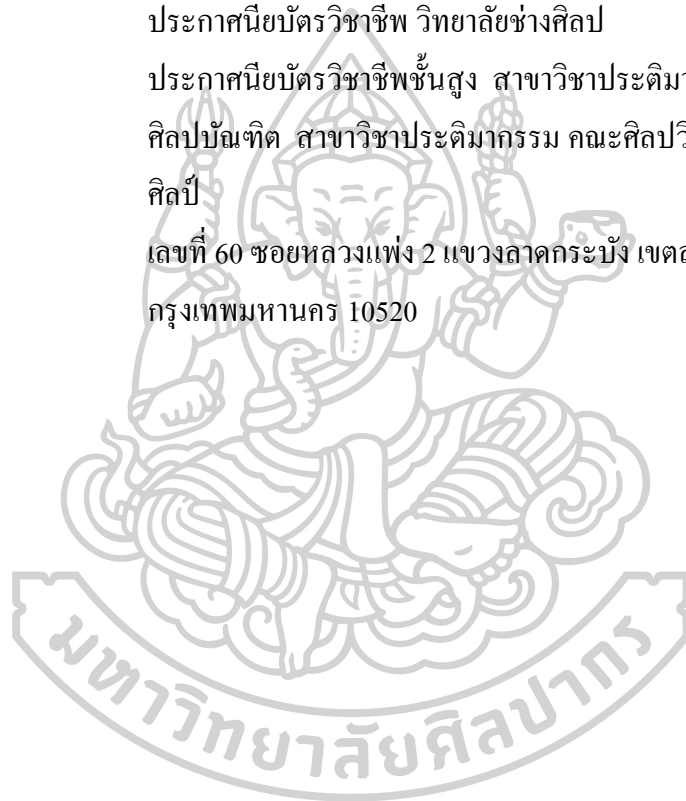 ประกาศนียบัตรวิชาชีพ วิทยาลัยช่างศิลป
ประกาศนียบัตรวิชาชีพชั้นสูง สาขาวิชาประติมา
ศิลปบัณฑิต สาขาวิชาประติมากรรม คณะศิลปวิ
ศิลป์
เลขที่ 60 ซอยหลวงแพ่ง 2 แขวงลาดกระบัง เขตล
กรุงเทพมหานคร 10520
มหาวิทยาลัยศิลปากร